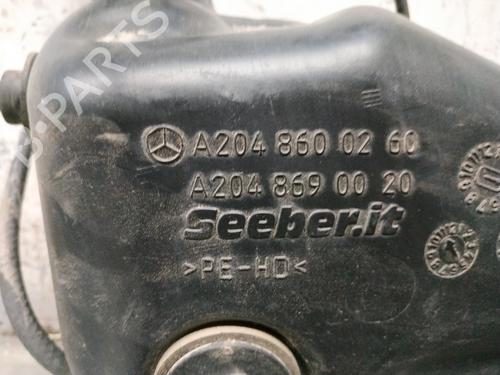 A204 860 02 60
A204 869 00 20
Seeber.it
>PE-HD<
B-PARTS